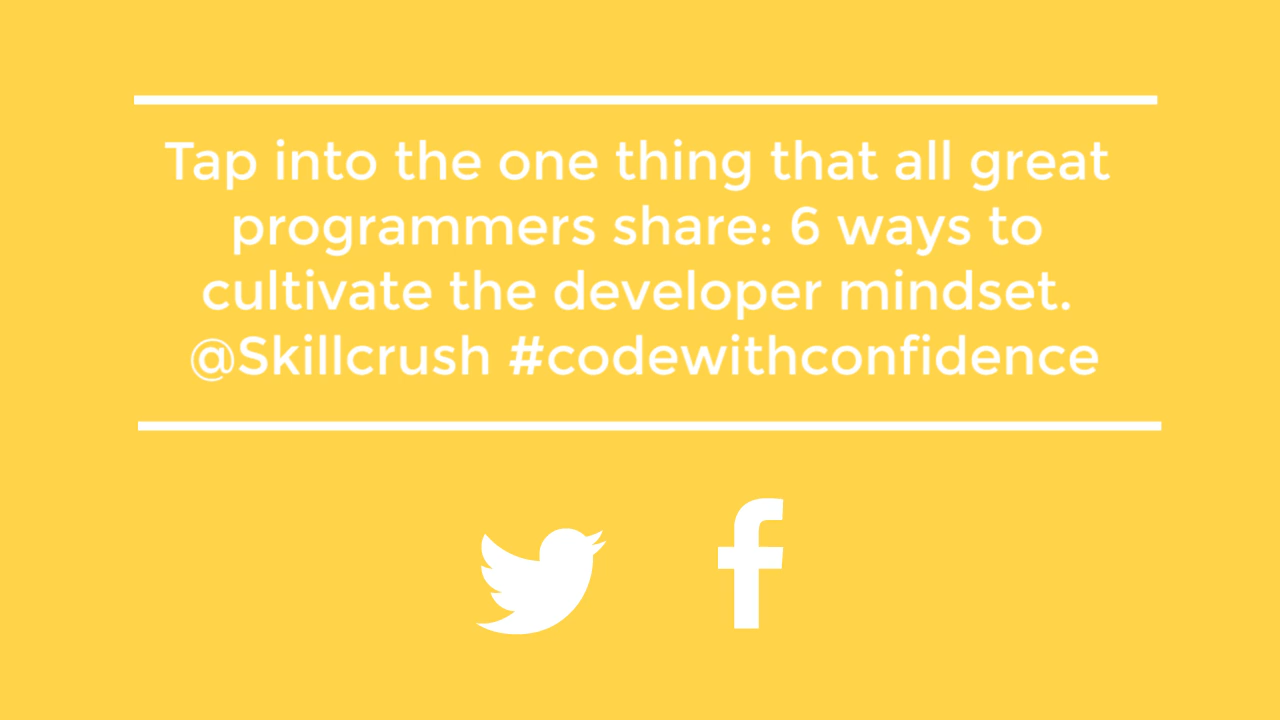 Tap into the one thing that all great
programmers share: 6 ways to
cultivate the developer mindset.
@Skillcrush #codewithconfidence